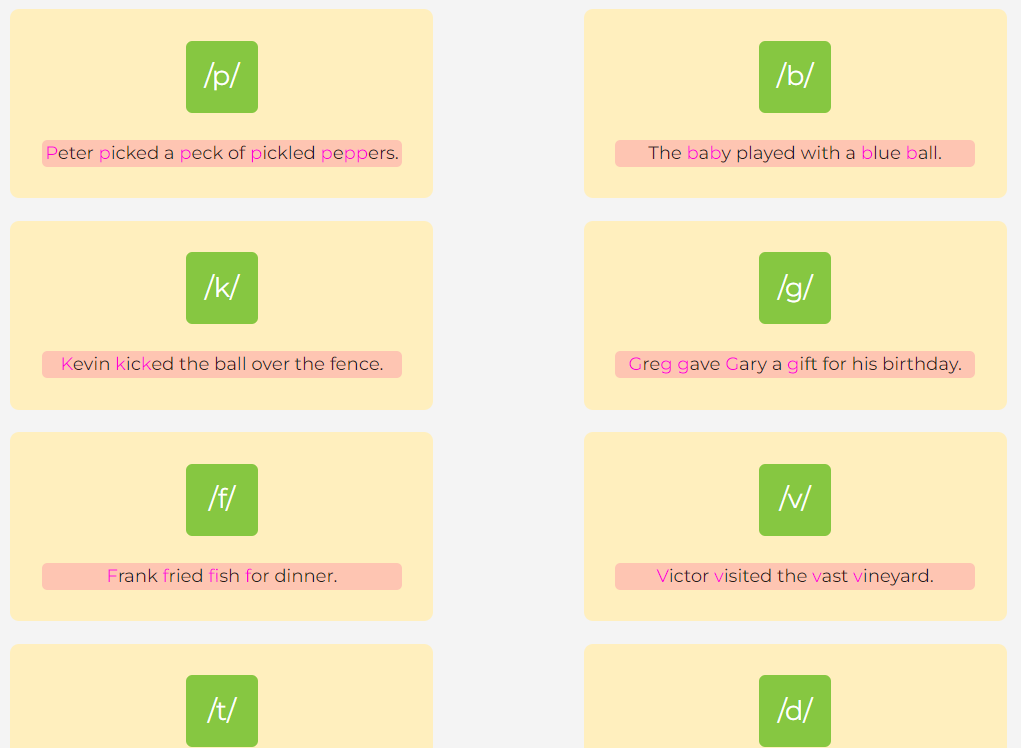 /p/
Peter picked a peck of pickled peppers.
/b/
The baby played with a blue ball.
/k/
Kevin kicked the ball over the fence.
/g/
Greg gave Gary a gift for his birthday.
/f/
Frank fried fish for dinner.
/v/
Victor visited the vast vineyard.
/t/
/d/